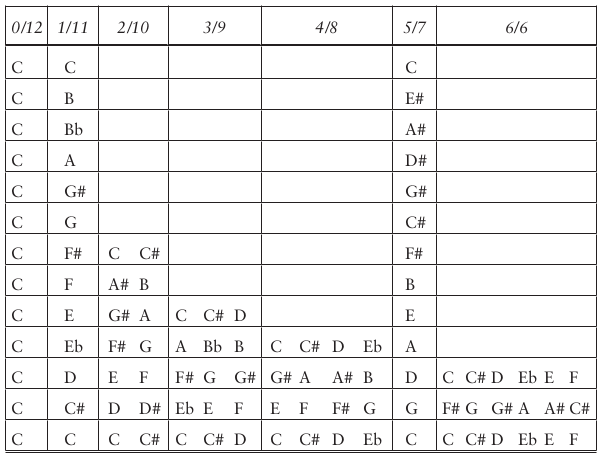 0/12 1/11 2/10 3/9 4/8 5/7 6/6
C C C
C B E#
C Bb A#
C A D#
C G# G#
C G C#
C F# C C# F#
C F A# B B
C E G# A C C# D E
C Eb F# G A Bb B C C# D Eb A
C D E F F# G G# G# A A# B D C C# D Eb E F
C C# D D# Eb E F E F F# G G F# G G# A A# C#
C C C C# C C# D C C# D Eb C C C# D Eb E F